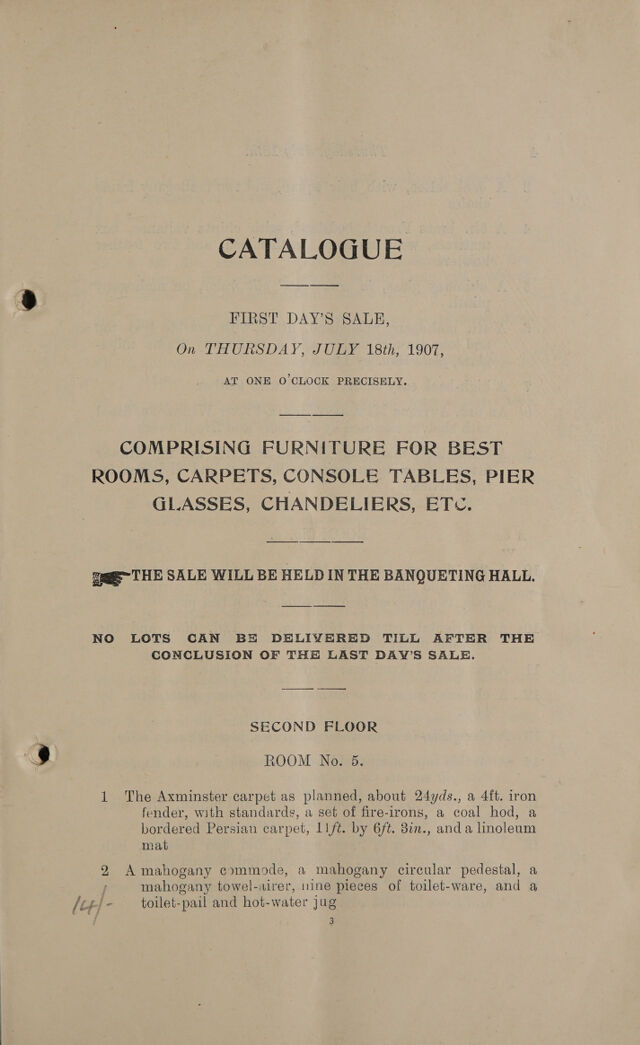 CATALOGUE
FIRST DAY'S SALE,
On THURSDAY, JULY 18th, 1907,
AT ONE O'CLOCK PRECISELY.
COMPRISING FURNITURE FOR BEST
ROOMS, CARPETS, CONSOLE TABLES, PIER
GLASSES, CHANDELIERS, ETC.
THE SALE WILL BE HELD IN THE BANQUETING HALL.
NO LOTS CAN BE DELIVERED TILL AFTER THE
CONCLUSION OF THE LAST DAY'S SALE.
SECOND FLOOR
ROOM No. 5.
1 The Axminster carpet as planned, about 24yds., a 4ft. iron
fender, with standards, a set of fire-irons, a coal hod, a
bordered Persian carpet, 11ft. by 6ft. 3in., and a linoleum
mat
2 A mahogany commode, a mahogany circular pedestal, a
mahogany towel-airer, nine pieces of toilet-ware, and a
14/- toilet-pail and hot-water jug
3